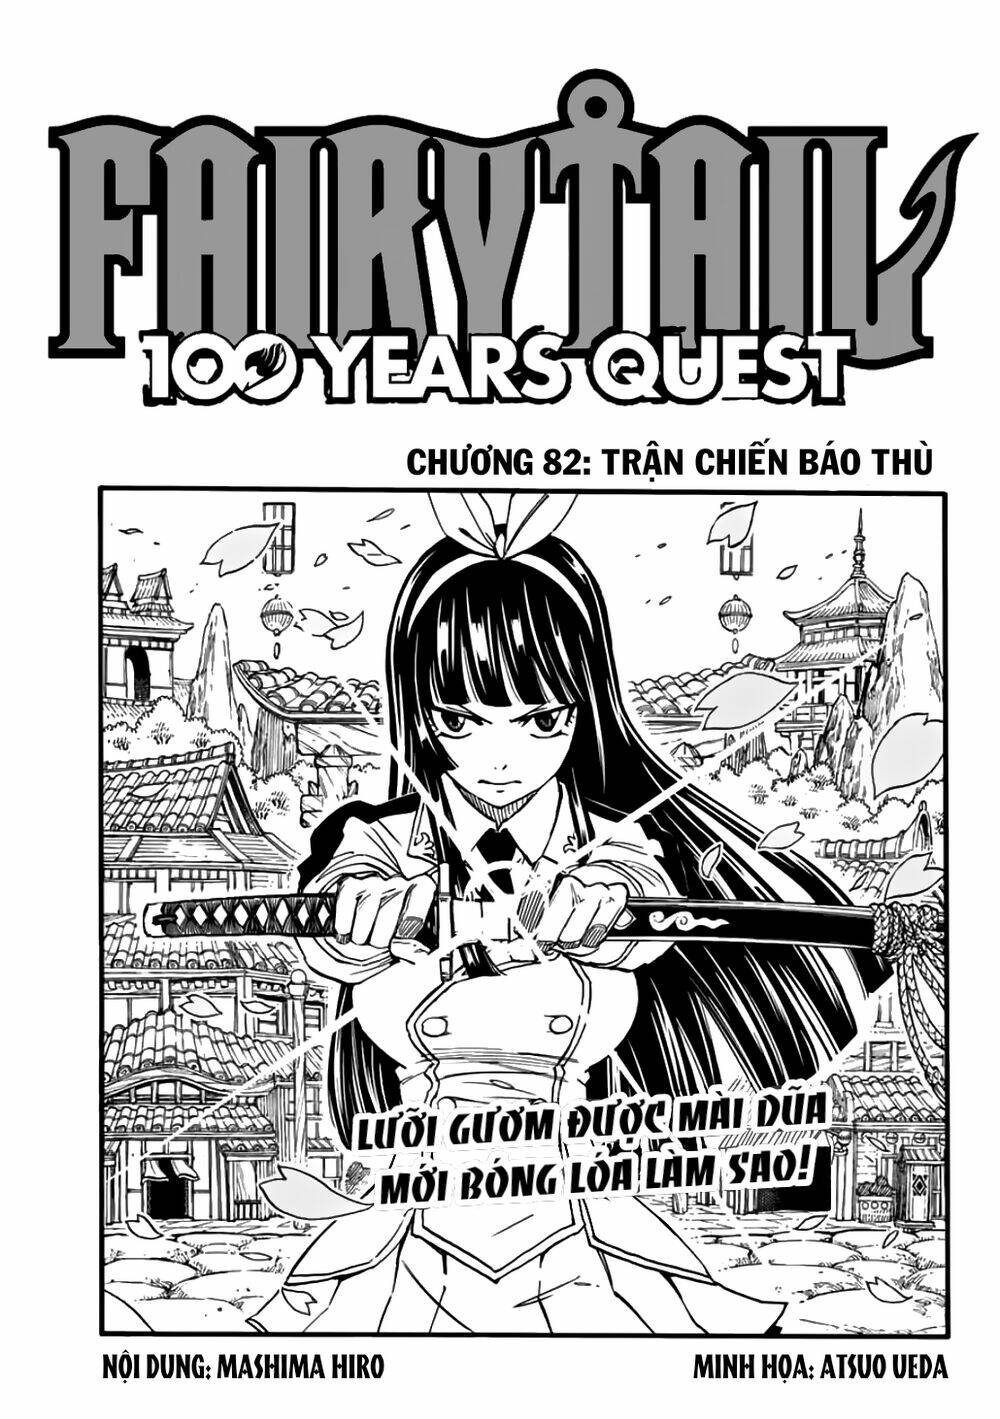 FAIRY TAIL
100 YEARS QUEST
CHƯƠNG 82: TRẬN CHIẾN BÁO THÙ
LƯỠI GƯƠM ĐƯỢC MÀI DŨA
MỚI BÓNG LÓA LÀM SAO!
NỘI DUNG: MASHIMA HIRO
MINH HỌA: ATSUO UEDA